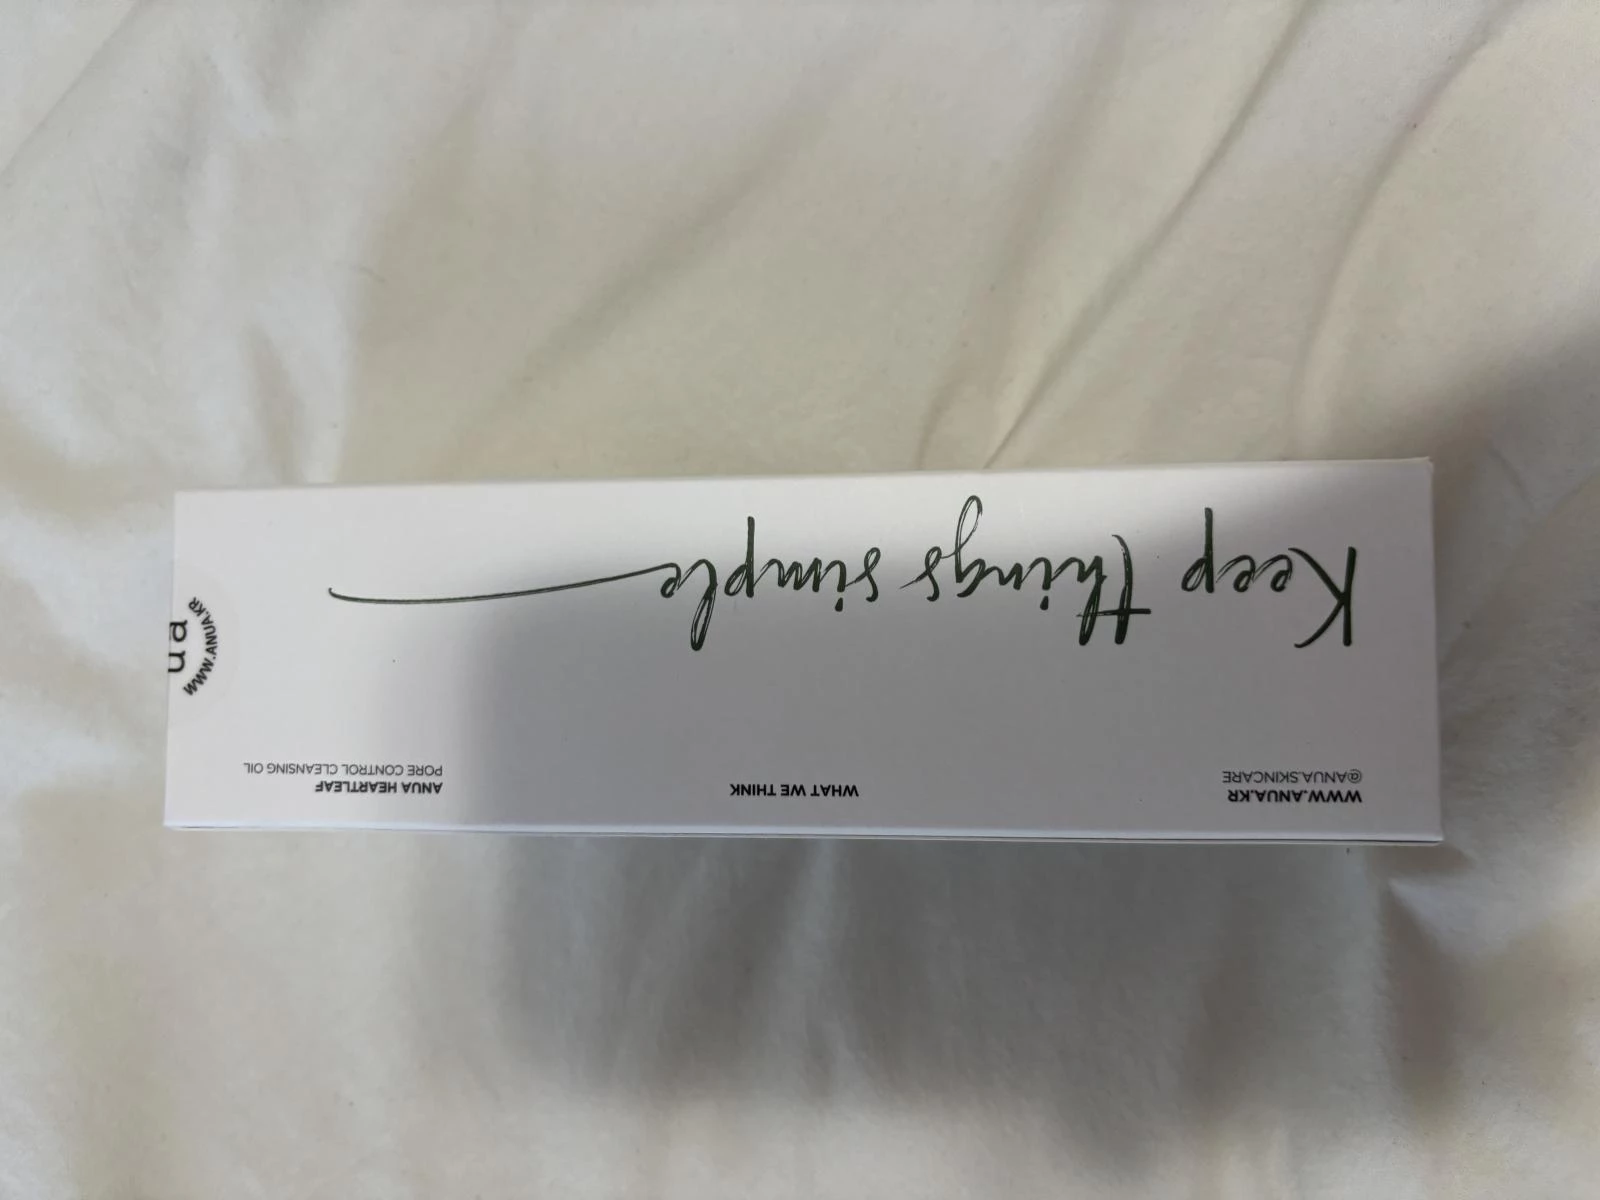 WWW.ANUA.KR
@ANUA.SKINCARE
WHAT WE THINK
ANUA HEARTLEAF
PORE CONTROL CLEANSING OIL
Keep things simple
ua
WWW.ANUA.KR